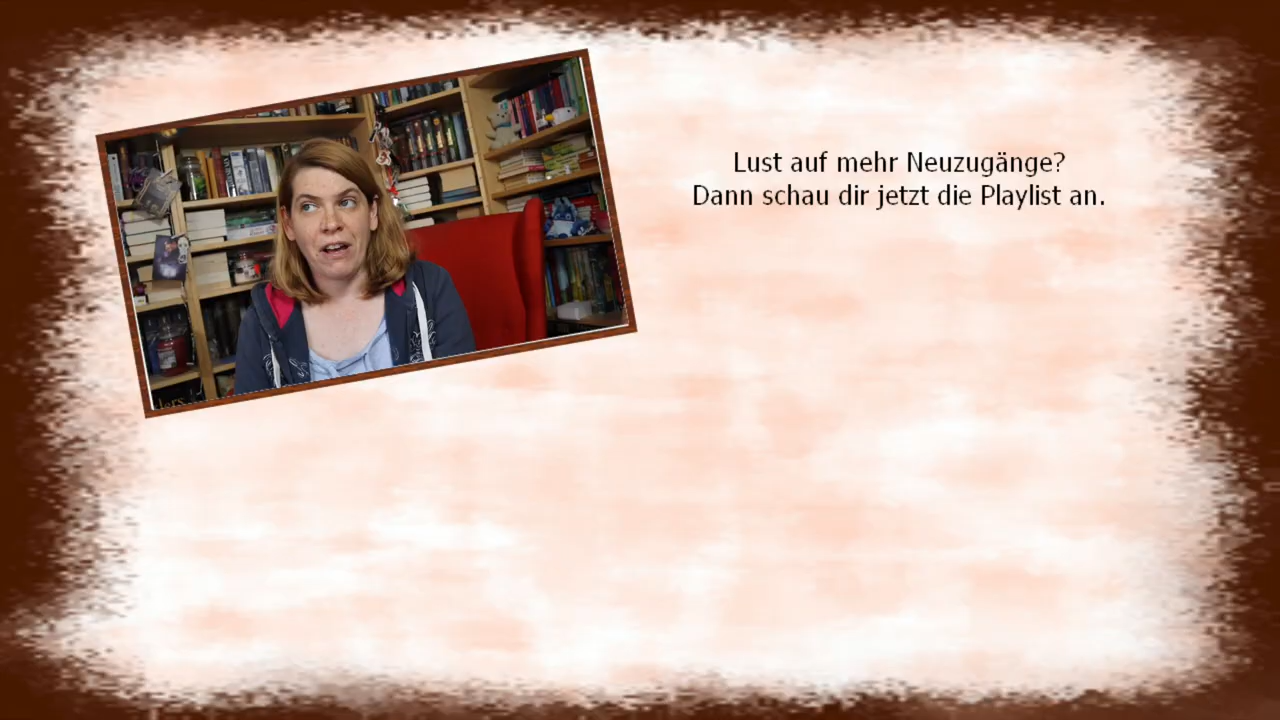 Lust auf mehr Neuzugänge?
Dann schau dir jetzt die Playlist an.